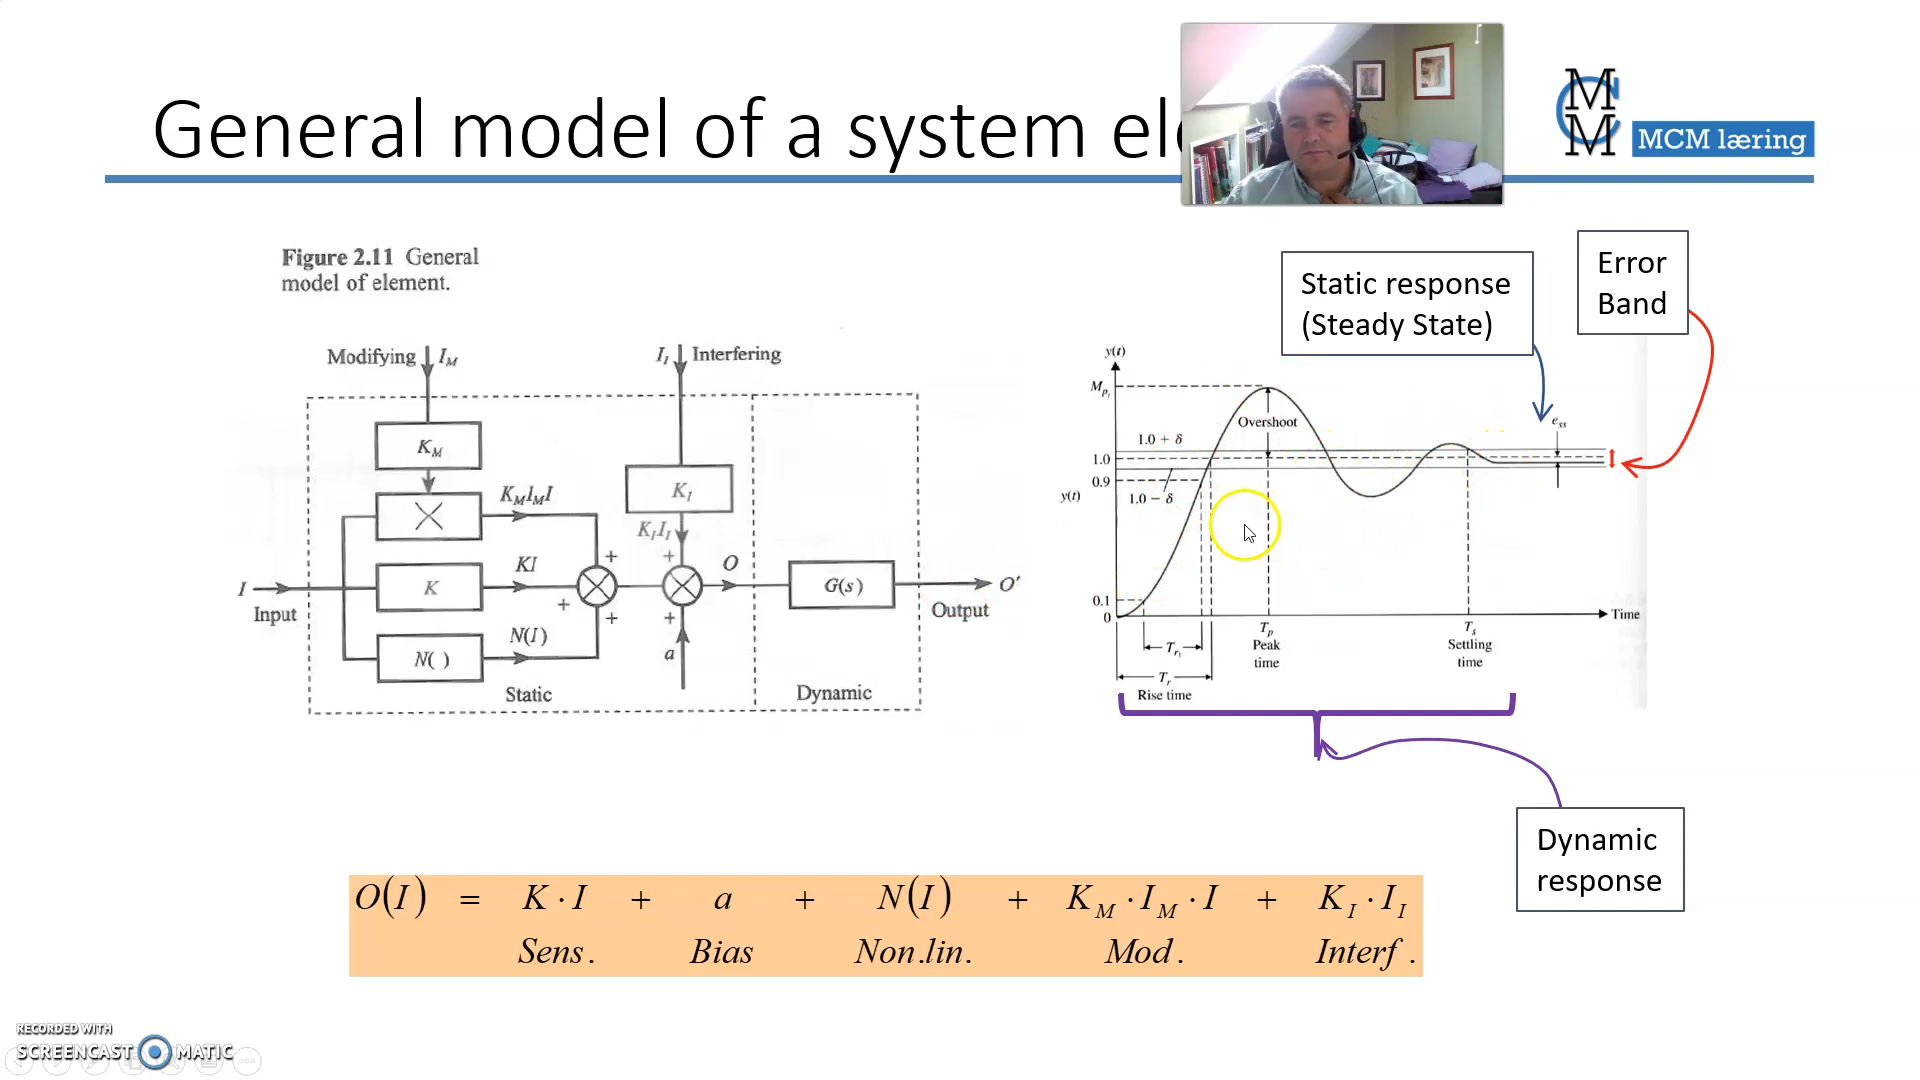 General model of a system el
MCM
MCM læring
Figure 2.11 General
model of element.
Modifying I_M
I_I Interfering
K_M
K_M I_M I
K_I
K_I I_I
I
Input
K
KI
N( )
N(I)
+
+
+
+
+
a
O
G(s)
O'
Output
Static
Dynamic
Static response
(Steady State)
Error
Band
y(t)
M_pt
Overshoot
1.0 + δ
1.0
0.9
1.0 − δ
y(t)
e_ss
0.1
0
Time
T_r1
T_r
Rise time
T_p
Peak
time
T_s
Settling
time
Dynamic
response
O(I) = K · I + a + N(I) + K_M · I_M · I + K_I · I_I
Sens. Bias Non.lin. Mod. Interf.
RECORDED WITH
SCREENCAST MATIC